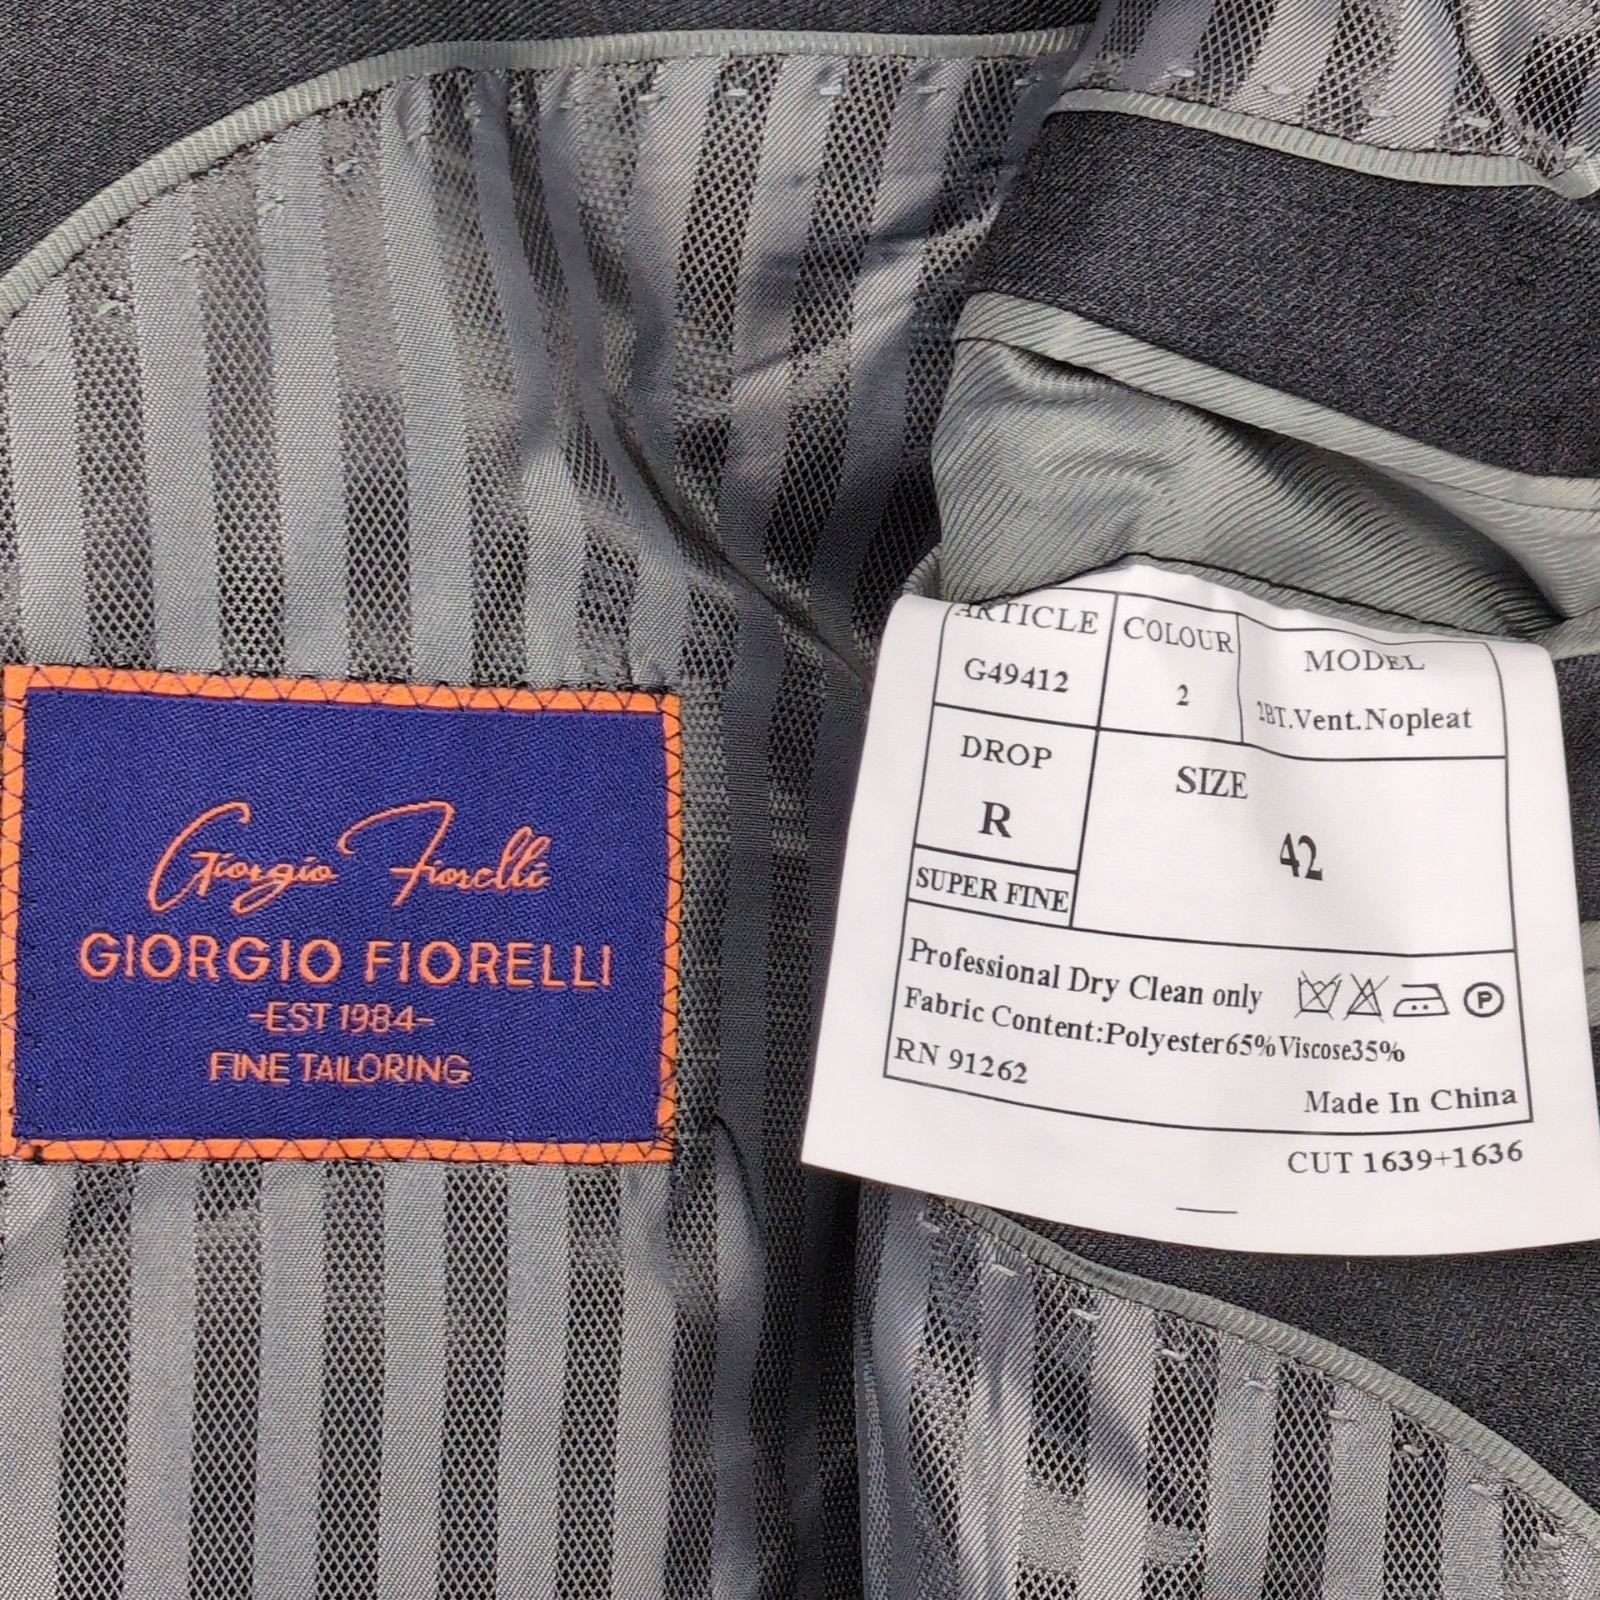 Giorgio Fiorelli
GIORGIO FIORELLI
-EST 1984-
FINE TAILORING
ARTICLE
G49412
COLOUR
2
MODEL
2BT.Vent.Nopleat
DROP
R
SIZE
42
SUPER FINE
Professional Dry Clean only P
Fabric Content:Polyester65%Viscose35%
RN 91262
Made In China
CUT 1639+1636